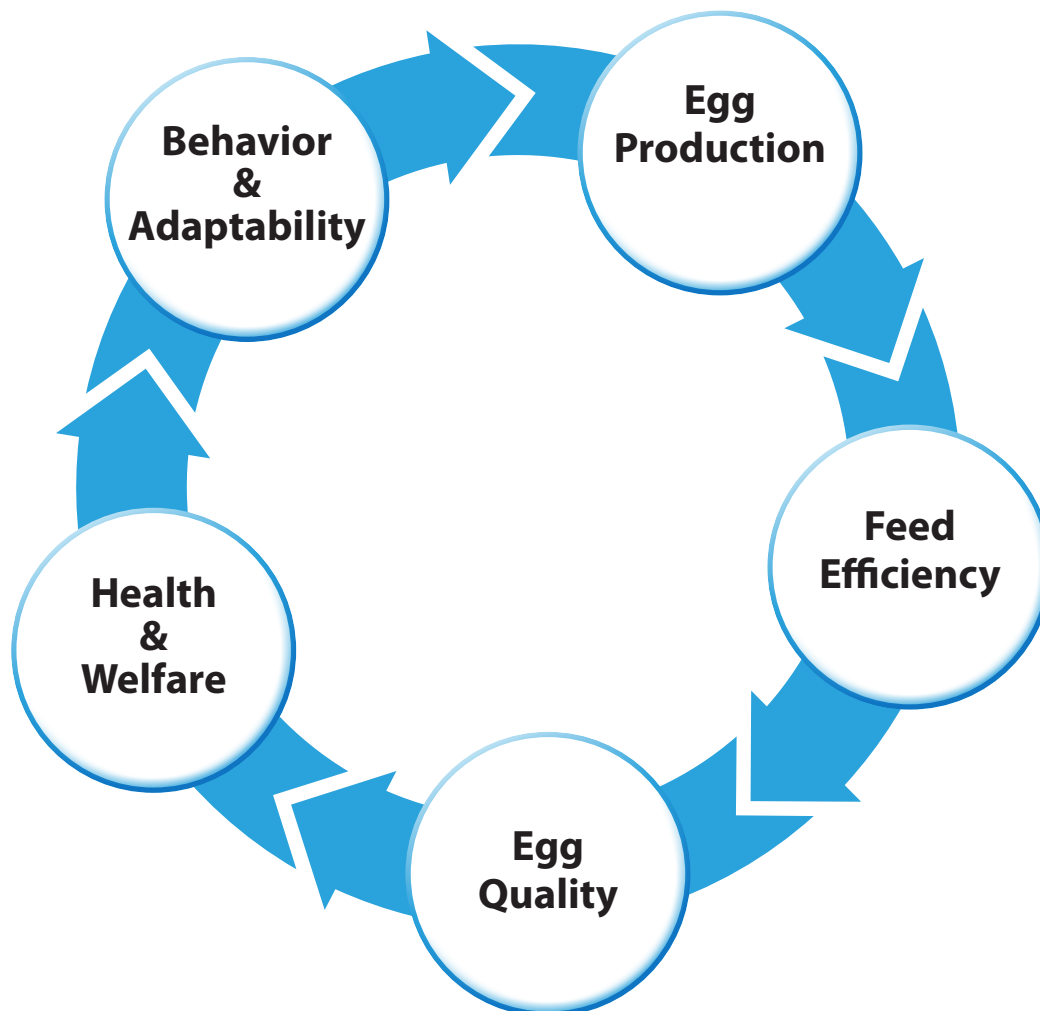 Behavior
&
Adaptability
Egg
Production
Feed
Efficiency
Egg
Quality
Health
&
Welfare